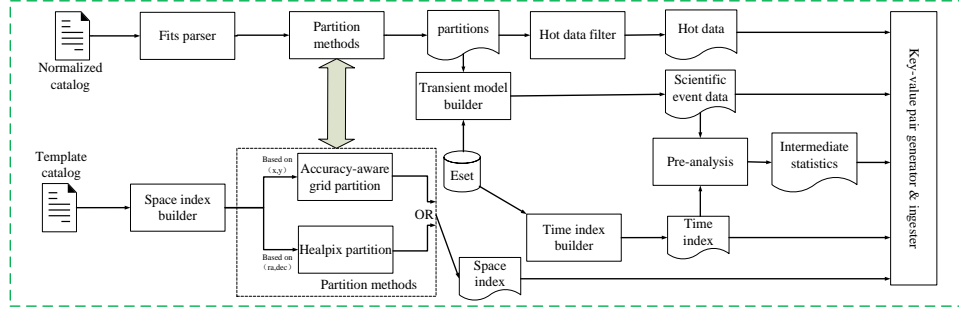 Normalized
catalog
Fits parser
Partition
methods
partitions
Hot data filter
Hot data
Transient model
builder
Scientific
event data
Key-value pair generator & ingester
Template
catalog
Space index
builder
Based on
(x,y)
Accuracy-aware
grid partition
Based on
(ra,dec)
Healpix partition
Partition methods
OR
Eset
Pre-analysis
Intermediate
statistics
Time index
builder
Time
index
Space
index